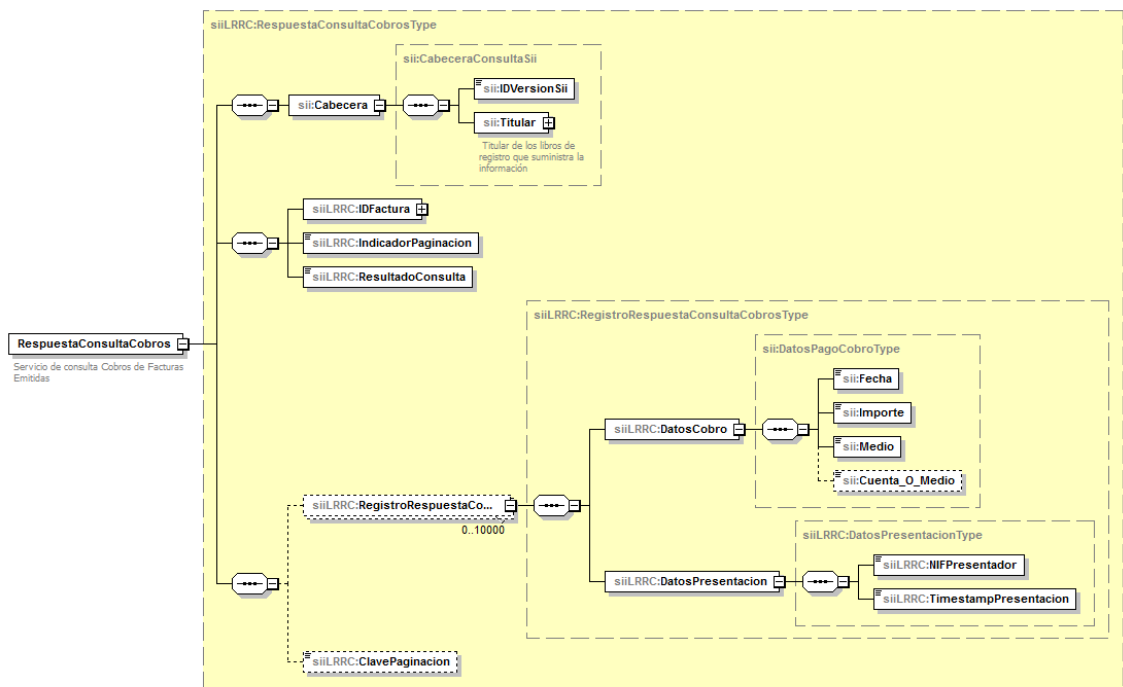 siiLRRC:RespuestaConsultaCobrosType
sii:CabeceraConsultaSii
sii:IDVersionSii
sii:Cabecera
sii:Titular
Titular de los libros de
registro que suministra la
información
siiLRRC:IDFactura
siiLRRC:IndicadorPaginacion
siiLRRC:ResultadoConsulta
siiLRRC:RegistroRespuestaConsultaCobrosType
RespuestaConsultaCobros
Servicio de consulta Cobros de Facturas
Emitidas
sii:DatosPagoCobroType
sii:Fecha
sii:Importe
siiLRRC:DatosCobro
sii:Medio
sii:Cuenta_O_Medio
siiLRRC:RegistroRespuestaCo...
0..10000
siiLRRC:DatosPresentacionType
siiLRRC:NIFPresentador
siiLRRC:DatosPresentacion
siiLRRC:TimestampPresentacion
siiLRRC:ClavePaginacion